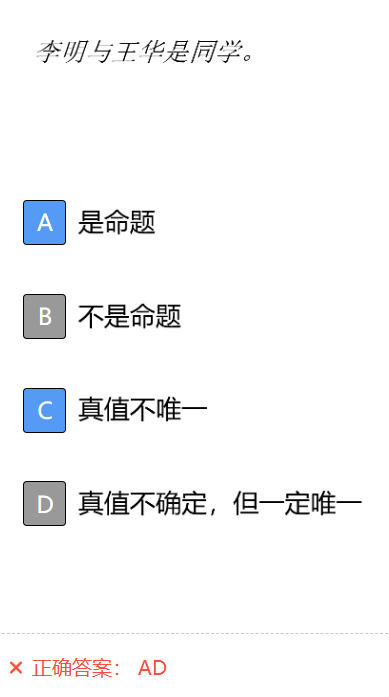 李明与王华是同学。
A 是命题
B 不是命题
C 真值不唯一
D 真值不确定，但一定唯一
× 正确答案： AD